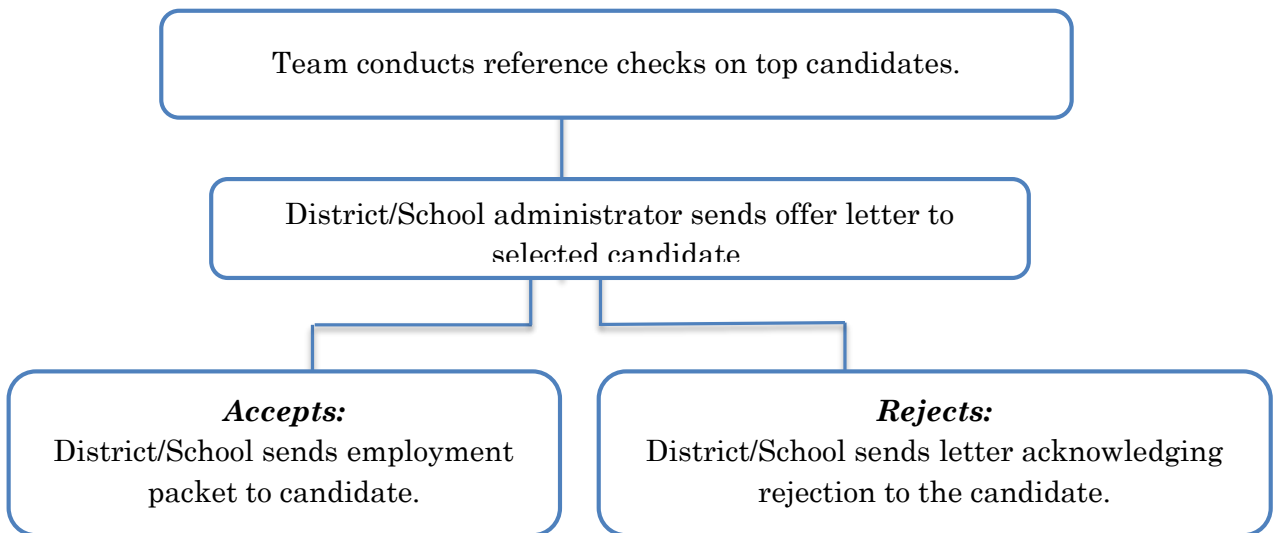 Team conducts reference checks on top candidates.
District/School administrator sends offer letter to
selected candidate
Accepts:
District/School sends employment
packet to candidate.
Rejects:
District/School sends letter acknowledging
rejection to the candidate.